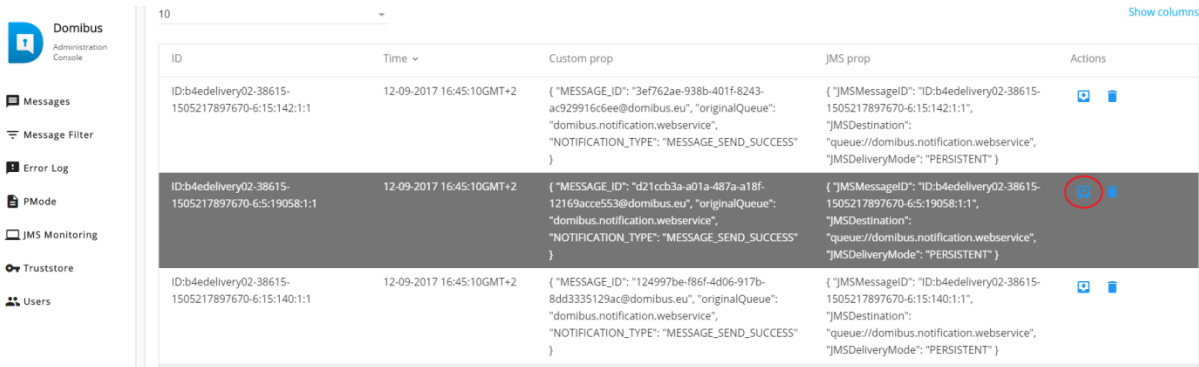 Domibus
Administration
Console
Messages
Message Filter
Error Log
PMode
JMS Monitoring
Truststore
Users
10
Show columns
ID
Time
Custom prop
JMS prop
Actions
ID:b4edelivery02-38615-
1505217897670-6:15:142:1:1
12-09-2017 16:45:10GMT+2
{ "MESSAGE_ID": "3ef762ae-938b-401f-8243-
ac929916c6ee@domibus.eu", "originalQueue":
"domibus.notification.webservice",
"NOTIFICATION_TYPE": "MESSAGE_SEND_SUCCESS"
}
{ "JMSMessageID": "ID:b4edelivery02-38615-
1505217897670-6:15:142:1:1",
"JMSDestination":
"queue://domibus.notification.webservice",
"JMSDeliveryMode": "PERSISTENT" }
ID:b4edelivery02-38615-
1505217897670-6:5:19058:1:1
12-09-2017 16:45:10GMT+2
{ "MESSAGE_ID": "d21ccb3a-a01a-487a-a18f-
12169acce553@domibus.eu", "originalQueue":
"domibus.notification.webservice",
"NOTIFICATION_TYPE": "MESSAGE_SEND_SUCCESS"
}
{ "JMSMessageID": "ID:b4edelivery02-38615-
1505217897670-6:5:19058:1:1",
"JMSDestination":
"queue://domibus.notification.webservice",
"JMSDeliveryMode": "PERSISTENT" }
ID:b4edelivery02-38615-
1505217897670-6:15:140:1:1
12-09-2017 16:45:10GMT+2
{ "MESSAGE_ID": "124997be-f86f-4d06-917b-
8dd3335129ac@domibus.eu", "originalQueue":
"domibus.notification.webservice",
"NOTIFICATION_TYPE": "MESSAGE_SEND_SUCCESS"
}
{ "JMSMessageID": "ID:b4edelivery02-38615-
1505217897670-6:15:140:1:1",
"JMSDestination":
"queue://domibus.notification.webservice",
"JMSDeliveryMode": "PERSISTENT" }